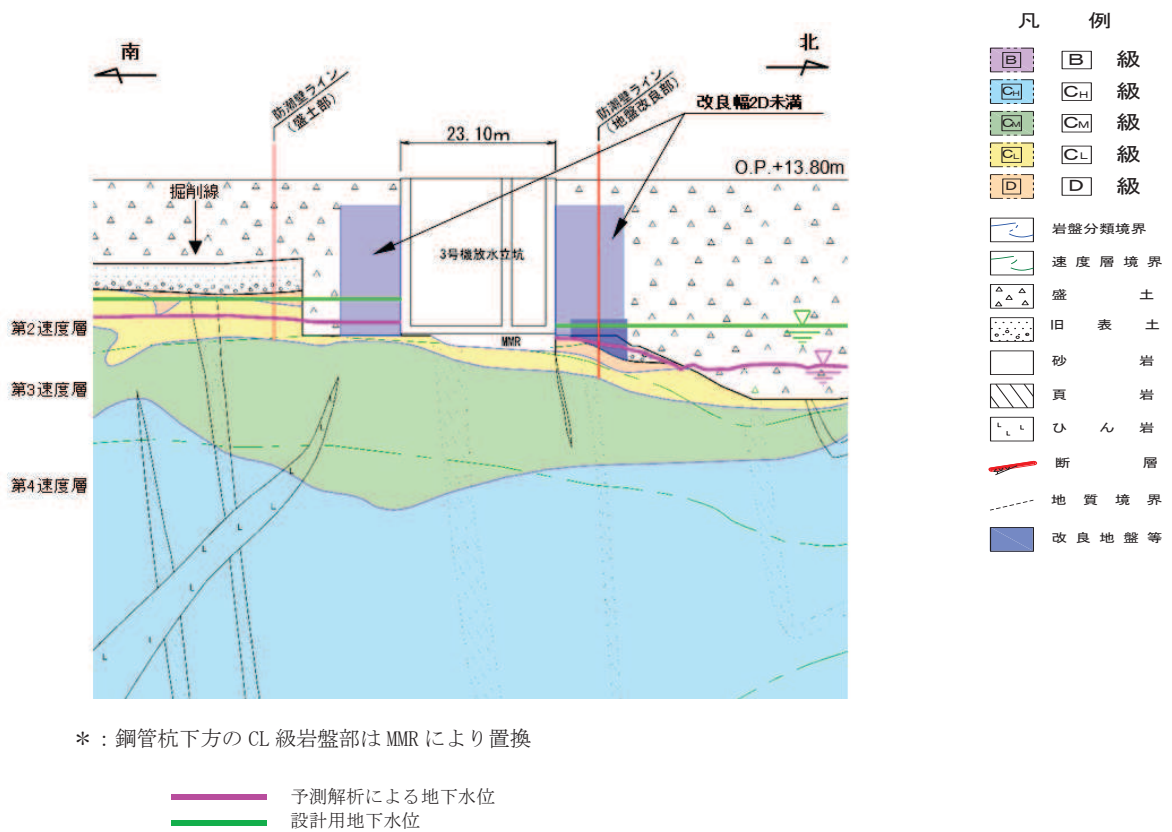 南
北
防潮壁ライン
(盛土部)
防潮壁ライン
(地盤改良部)
改良幅2D未満
23.10m
O.P.+13.80m
掘削線
3号機放水立坑
MMR
第2速度層
第3速度層
第4速度層
L L L L L L L
凡 例
B B 級
CH CH 級
CM CM 級
CL CL 級
D D 級
岩盤分類境界
速度層境界
盛土
旧表土
砂岩
頁岩
L L L ひん岩
断層
地質境界
改良地盤等
*:鋼管杭下方の CL 級岩盤部は MMR により置換
予測解析による地下水位
設計用地下水位